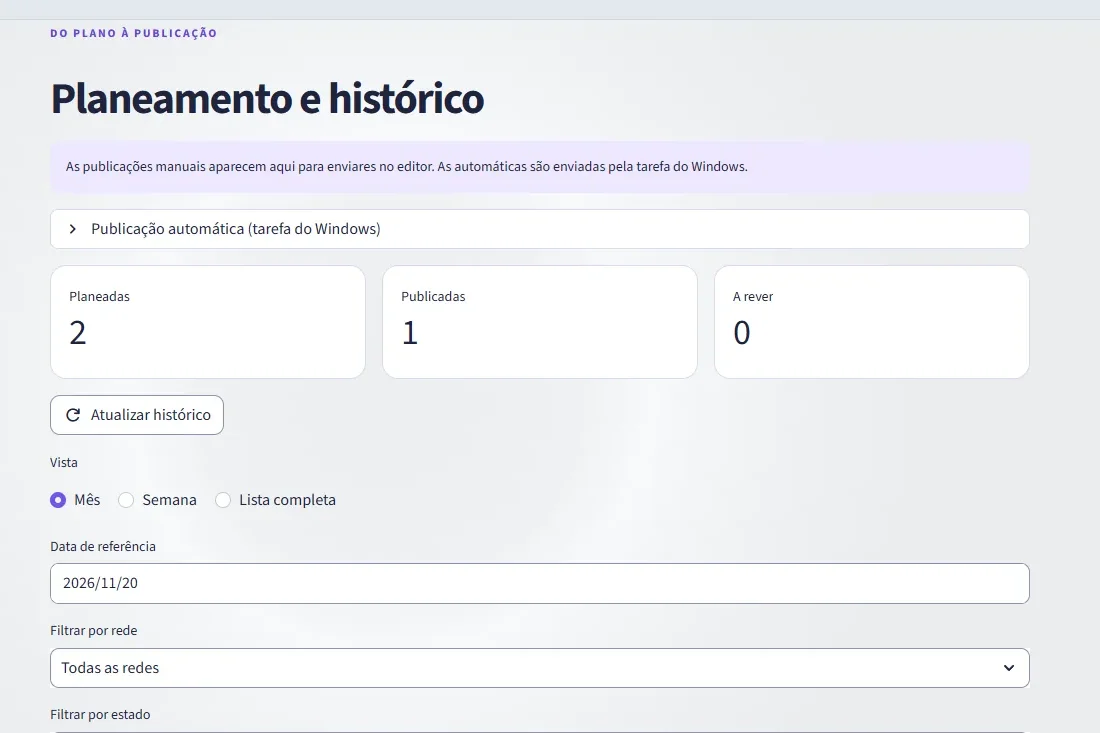 DO PLANO À PUBLICAÇÃO
Planeamento e histórico
As publicações manuais aparecem aqui para enviares no editor. As automáticas são enviadas pela tarefa do Windows.
Publicação automática (tarefa do Windows)
Planeadas
2
Publicadas
1
A rever
0
Atualizar histórico
Vista
Mês
Semana
Lista completa
Data de referência
2026/11/20
Filtrar por rede
Todas as redes
Filtrar por estado